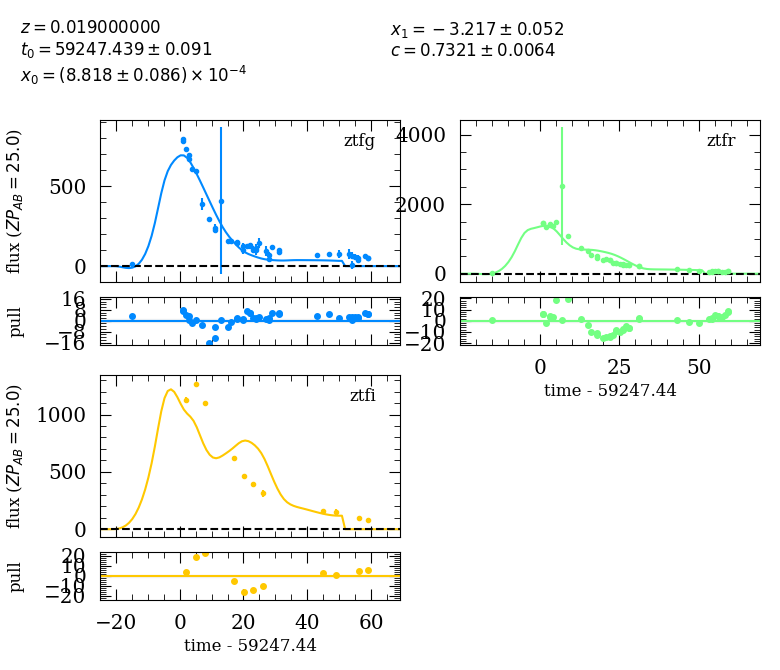 z = 0.019000000
t₀ = 59247.439 ± 0.091
x₀ = (8.818 ± 0.086) × 10⁻⁴
x₁ = −3.217 ± 0.052
c = 0.7321 ± 0.0064
ztfg
flux (ZP_AB = 25.0)
500
0
pull
16
8
0
−8
−16
ztfr
4000
2000
0
20
10
0
−10
−20
0 25 50
time - 59247.44
ztfi
flux (ZP_AB = 25.0)
1000
500
0
pull
20
10
0
−10
−20
−20 0 20 40 60
time - 59247.44